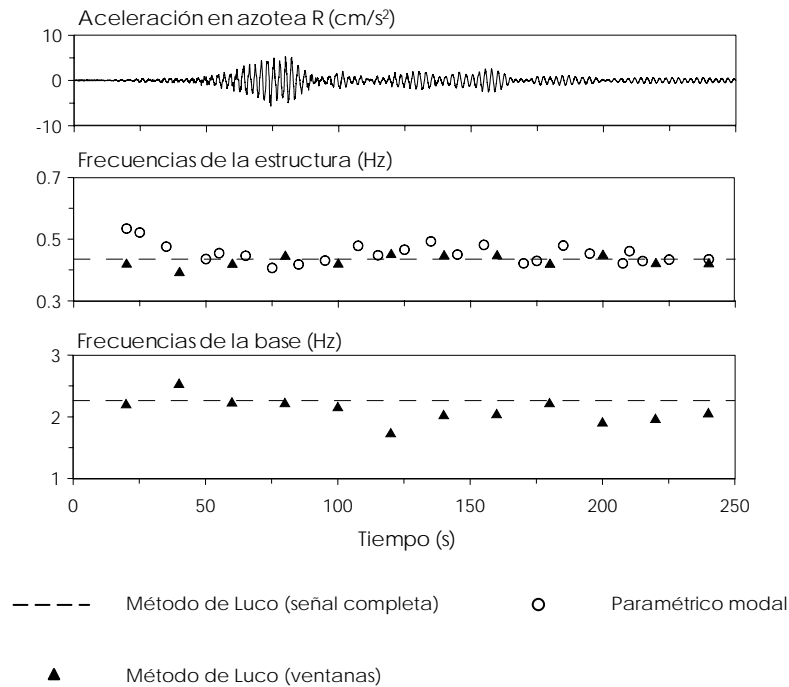 Aceleración en azotea R (cm/s²)
10
0
-10
Frecuencias de la estructura (Hz)
0.7
0.5
0.3
Frecuencias de la base (Hz)
3
2
1
0 50 100 150 200 250
Tiempo (s)
Método de Luco (señal completa) Paramétrico modal
Método de Luco (ventanas)